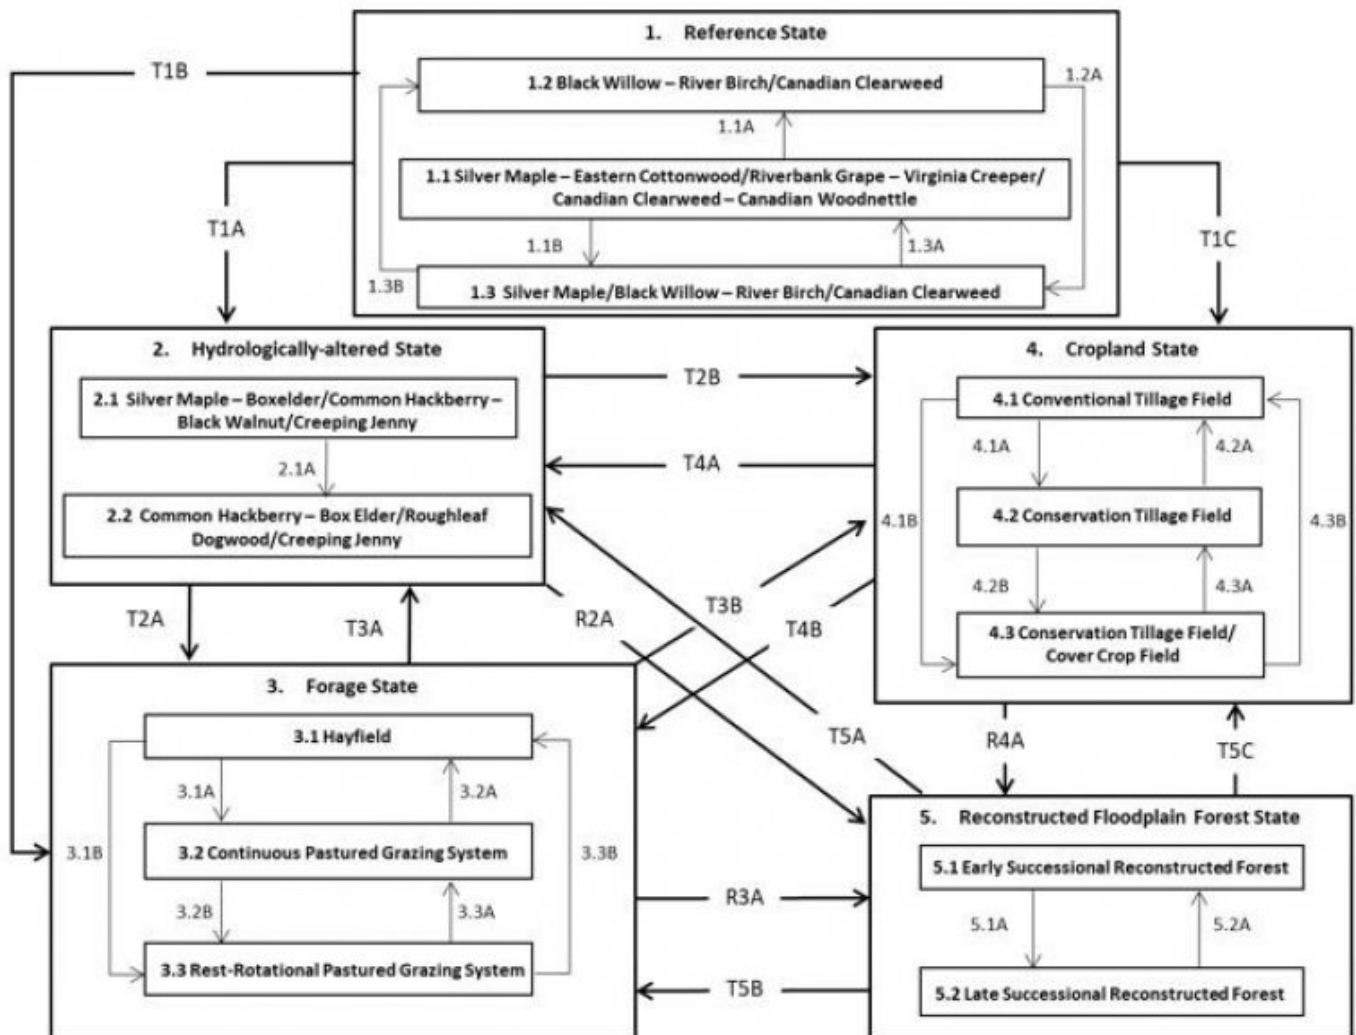 1. Reference State
T1B
1.2 Black Willow – River Birch/Canadian Clearweed
1.2A
1.1A
1.1 Silver Maple – Eastern Cottonwood/Riverbank Grape – Virginia Creeper/
Canadian Clearweed – Canadian Woodnettle
T1A
T1C
1.1B
1.3A
1.3B
1.3 Silver Maple/Black Willow – River Birch/Canadian Clearweed
2. Hydrologically-altered State
2.1 Silver Maple – Boxelder/Common Hackberry –
Black Walnut/Creeping Jenny
2.1A
2.2 Common Hackberry – Box Elder/Roughleaf
Dogwood/Creeping Jenny
T2B
T4A
4. Cropland State
4.1 Conventional Tillage Field
4.1A
4.2A
4.1B
4.2 Conservation Tillage Field
4.3B
4.2B
4.3A
4.3 Conservation Tillage Field/
Cover Crop Field
T2A
T3A
R2A
T3B
T4B
T5A
R4A
T5C
3. Forage State
3.1 Hayfield
3.1A
3.2A
3.1B
3.2 Continuous Pastured Grazing System
3.3B
3.2B
3.3A
3.3 Rest-Rotational Pastured Grazing System
R3A
T5B
5. Reconstructed Floodplain Forest State
5.1 Early Successional Reconstructed Forest
5.1A
5.2A
5.2 Late Successional Reconstructed Forest